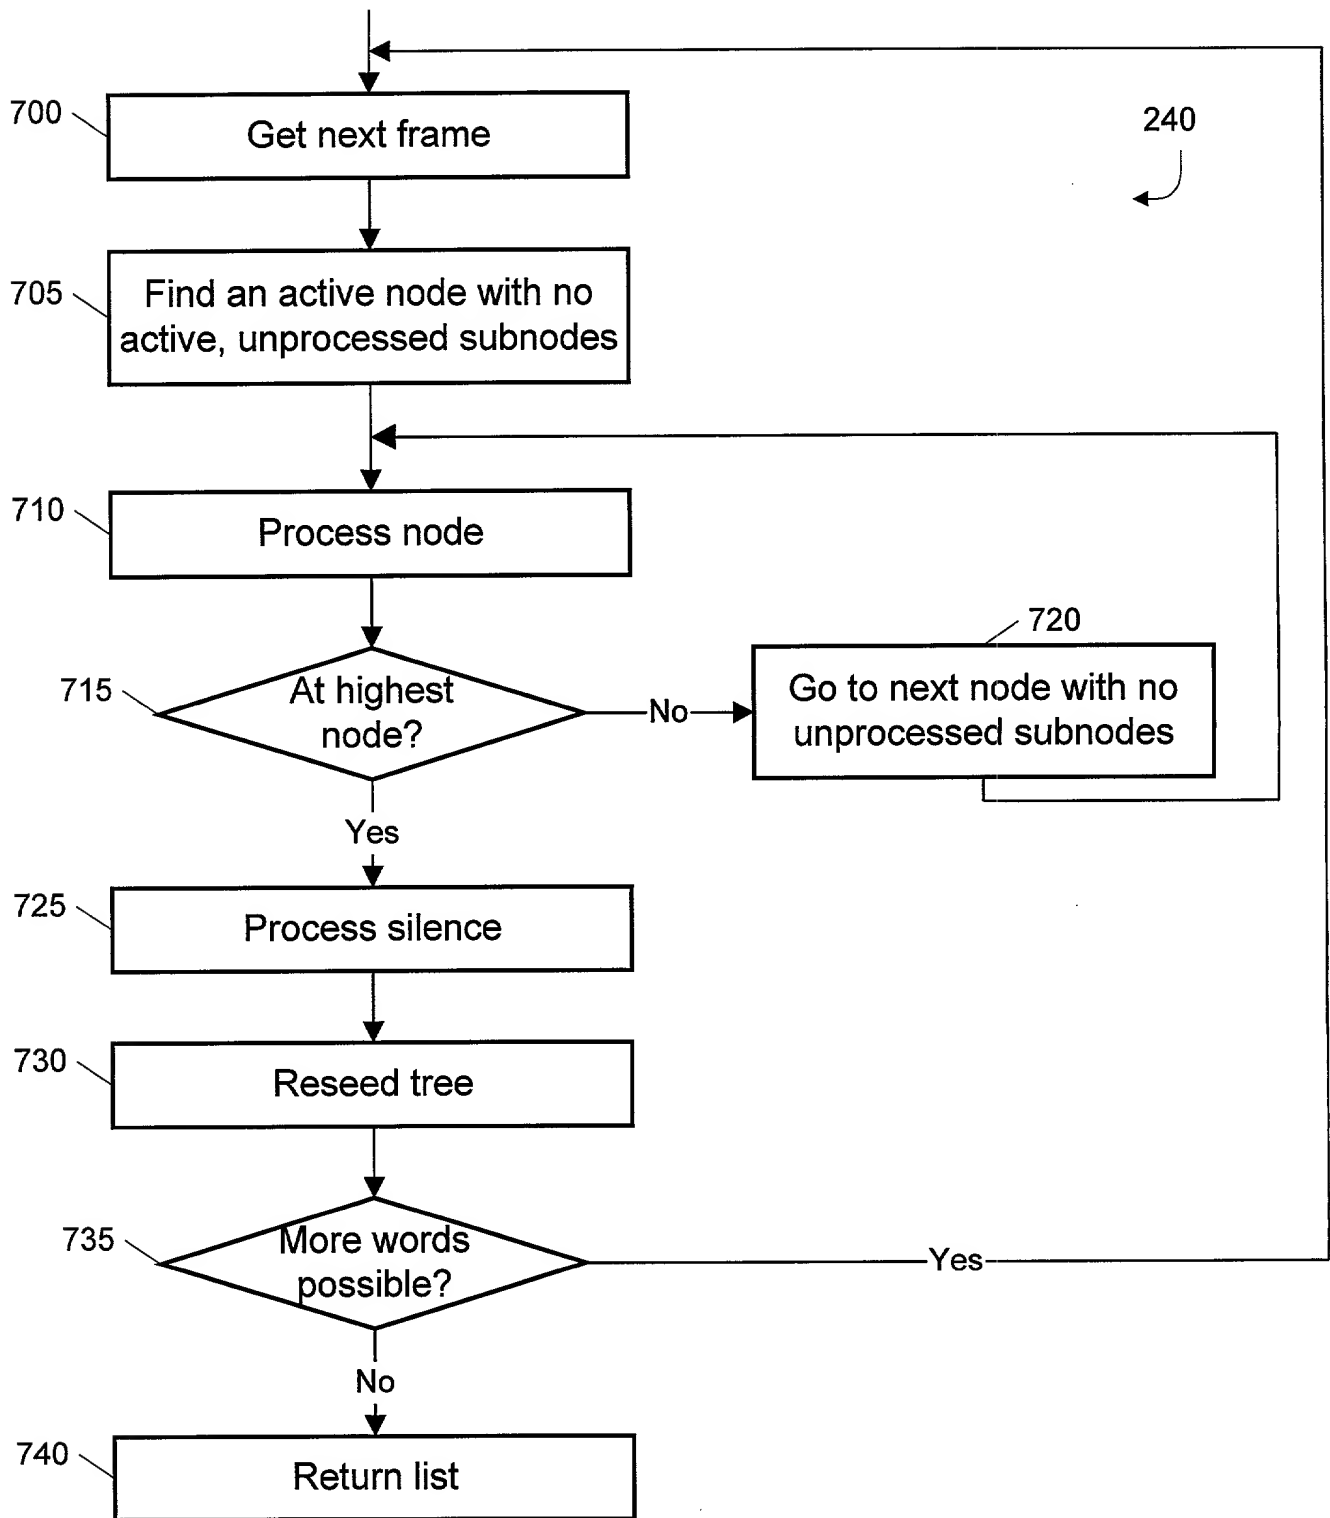 700
Get next frame
240
705
Find an active node with no
active, unprocessed subnodes
710
Process node
720
715
At highest
node?
No
Go to next node with no
unprocessed subnodes
Yes
725
Process silence
730
Reseed tree
735
More words
possible?
Yes
No
740
Return list